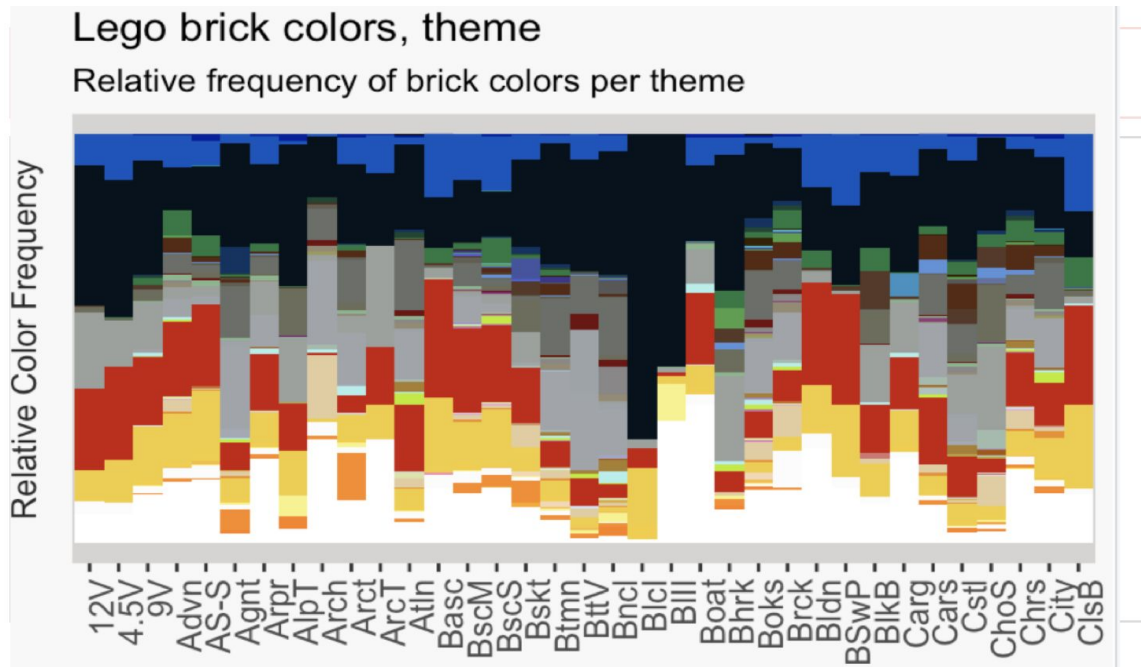 Lego brick colors, theme
Relative frequency of brick colors per theme
Relative Color Frequency
12V
4.5V
9V
Advn
AS-S
Agnt
Arpr
AlpT
Arch
Arct
ArcT
Atln
Basc
BscM
BscS
Bskt
Btmn
BttV
Bncl
Blcl
Bill
Boat
Bhrk
Boks
Brck
Bldn
BSwP
BlkB
Carg
Cars
Cstl
ChoS
Chrs
City
ClsB